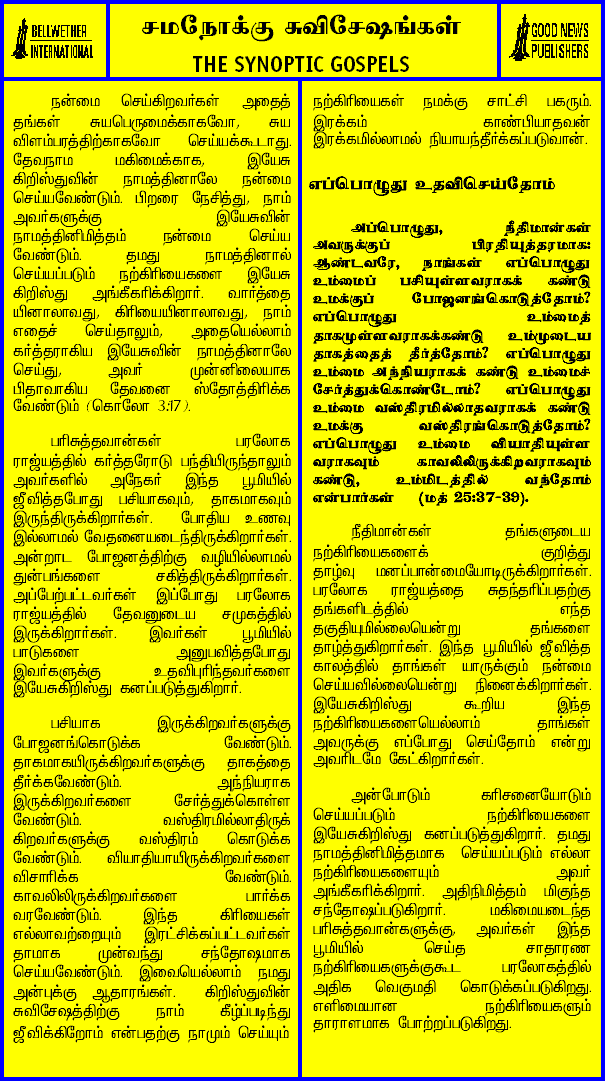 BELLWETHER
INTERNATIONAL
சமநோக்கு சுவிசேஷங்கள்
THE SYNOPTIC GOSPELS
GOOD NEWS
PUBLISHERS
நன்மை செய்கிறவர்கள் அதைத்
தங்கள் சுயபெருமைக்காகவோ, சுய
விளம்பரத்திற்காகவோ செய்யக்கூடாது.
தேவநாம மகிமைக்காக, இயேசு
கிறிஸ்துவின் நாமத்தினாலே நன்மை
செய்யவேண்டும். பிறரை நேசித்து, நாம்
அவர்களுக்கு இயேசுவின்
நாமத்தினிமித்தம் நன்மை செய்ய
வேண்டும். தமது நாமத்தினால்
செய்யப்படும் நற்கிரியைகளை இயேசு
கிறிஸ்து அங்கீகரிக்கிறார். வார்த்தை
யினாலாவது, கிரியையினாலாவது, நாம்
எதைச் செய்தாலும், அதையெல்லாம்
கர்த்தராகிய இயேசுவின் நாமத்தினாலே
செய்து, அவர் முன்னிலையாக
பிதாவாகிய தேவனை ஸ்தோத்திரிக்க
வேண்டும் (கொலோ 3:17).
பரிசுத்தவான்கள் பரலோக
ராஜ்யத்தில் கர்த்தரோடு பந்தியிருந்தாலும்
அவர்களில் அநேகர் இந்த பூமியில்
ஜீவித்தபோது பசியாகவும், தாகமாகவும்
இருந்திருக்கிறார்கள். போதிய உணவு
இல்லாமல் வேதனையடைந்திருக்கிறார்கள்.
அன்றாட போஜனத்திற்கு வழியில்லாமல்
துன்பங்களை சகித்திருக்கிறார்கள்.
அப்பேற்பட்டவர்கள் இப்போது பரலோக
ராஜ்யத்தில் தேவனுடைய சமுகத்தில்
இருக்கிறார்கள். இவர்கள் பூமியில்
பாடுகளை அனுபவித்தபோது
இவர்களுக்கு உதவிபுரிந்தவர்களை
இயேசுகிறிஸ்து கனப்படுத்துகிறார்.
பசியாக இருக்கிறவர்களுக்கு
போஜனங்கொடுக்க வேண்டும்.
தாகமாகயிருக்கிறவர்களுக்கு தாகத்தை
தீர்க்கவேண்டும். அந்நியராக
இருக்கிறவர்களை சேர்த்துக்கொள்ள
வேண்டும். வஸ்திரமில்லாதிருக்
கிறவர்களுக்கு வஸ்திரம் கொடுக்க
வேண்டும். வியாதியாயிருக்கிறவர்களை
விசாரிக்க வேண்டும்.
காவலிலிருக்கிறவர்களை பார்க்க
வரவேண்டும். இந்த கிரியைகள்
எல்லாவற்றையும் இரட்சிக்கப்பட்டவர்கள்
தாமாக முன்வந்து சந்தோஷமாக
செய்யவேண்டும். இவையெல்லாம் நமது
அன்புக்கு ஆதாரங்கள். கிறிஸ்துவின்
சுவிசேஷத்திற்கு நாம் கீழ்ப்படிந்து
ஜீவிக்கிறோம் என்பதற்கு நாமும் செய்யும்
நற்கிரியைகள் நமக்கு சாட்சி பகரும்.
இரக்கம் காண்பியாதவன்
இரக்கமில்லாமல் நியாயந்தீர்க்கப்படுவான்.
எப்பொழுது உதவிசெய்தோம்
அப்பொழுது, நீதிமான்கள்
அவருக்குப் பிரதியுத்தரமாக:
ஆண்டவரே, நாங்கள் எப்பொழுது
உம்மைப் பசியுள்ளவராகக் கண்டு
உமக்குப் போஜனங்கொடுத்தோம்?
எப்பொழுது உம்மைத்
தாகமுள்ளவராகக்கண்டு உம்முடைய
தாகத்தைத் தீர்த்தோம்? எப்பொழுது
உம்மை அந்நியராகக் கண்டு உம்மைச்
சேர்த்துக்கொண்டோம்? எப்பொழுது
உம்மை வஸ்திரமில்லாதவராகக் கண்டு
உமக்கு வஸ்திரங்கொடுத்தோம்?
எப்பொழுது உம்மை வியாதியுள்ள
வராகவும் காவலிலிருக்கிறவராகவும்
கண்டு, உம்மிடத்தில் வந்தோம்
என்பார்கள் (மத் 25:37-39).
நீதிமான்கள் தங்களுடைய
நற்கிரியைகளைக் குறித்து
தாழ்வு மனப்பான்மையோடிருக்கிறார்கள்.
பரலோக ராஜ்யத்தை சுதந்தரிப்பதற்கு
தங்களிடத்தில் எந்த
தகுதியுமில்லையென்று தங்களை
தாழ்த்துகிறார்கள். இந்த பூமியில் ஜீவித்த
காலத்தில் தாங்கள் யாருக்கும் நன்மை
செய்யவில்லையென்று நினைக்கிறார்கள்.
இயேசுகிறிஸ்து கூறிய இந்த
நற்கிரியைகளையெல்லாம் தாங்கள்
அவருக்கு எப்போது செய்தோம் என்று
அவரிடமே கேட்கிறார்கள்.
அன்போடும் கரிசனையோடும்
செய்யப்படும் நற்கிரியைகளை
இயேசுகிறிஸ்து கனப்படுத்துகிறார். தமது
நாமத்தினிமித்தமாக செய்யப்படும் எல்லா
நற்கிரியைகளையும் அவர்
அங்கீகரிக்கிறார். அதினிமித்தம் மிகுந்த
சந்தோஷப்படுகிறார். மகிமையடைந்த
பரிசுத்தவான்களுக்கு, அவர்கள் இந்த
பூமியில் செய்த சாதாரண
நற்கிரியைகளுக்குகூட பரலோகத்தில்
அதிக வெகுமதி கொடுக்கப்படுகிறது.
எளிமையான நற்கிரியைகளும்
தாராளமாக போற்றப்படுகிறது.